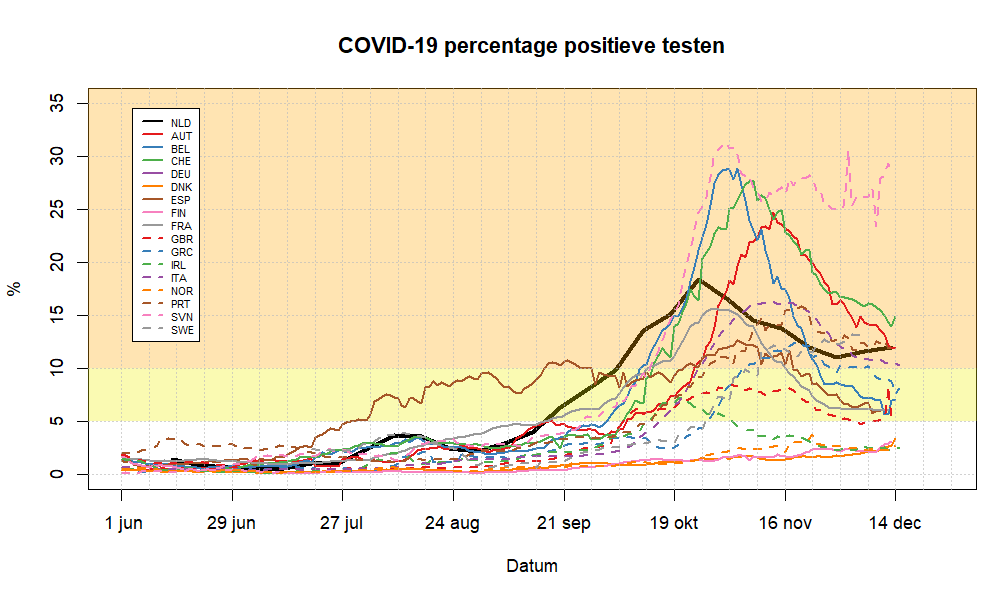 COVID-19 percentage positieve testen
%
35
30
25
20
15
10
5
0
NLD
AUT
BEL
CHE
DEU
DNK
ESP
FIN
FRA
GBR
GRC
IRL
ITA
NOR
PRT
SVN
SWE
1 jun 29 jun 27 jul 24 aug 21 sep 19 okt 16 nov 14 dec
Datum